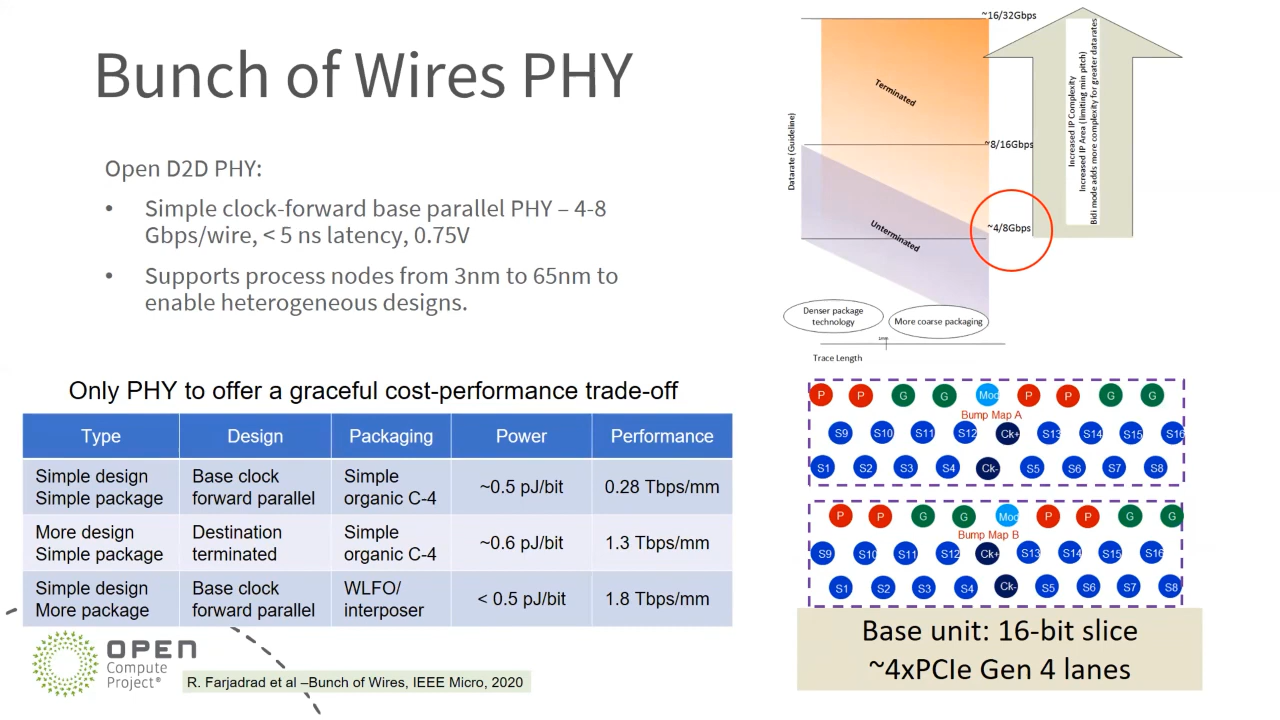 Bunch of Wires PHY
Open D2D PHY:
• Simple clock-forward base parallel PHY – 4-8
Gbps/wire, < 5 ns latency, 0.75V
• Supports process nodes from 3nm to 65nm to
enable heterogeneous designs.
Only PHY to offer a graceful cost-performance trade-off
Type Design Packaging Power Performance
Simple design
Simple package
Base clock
forward parallel
Simple
organic C-4
~0.5 pJ/bit
0.28 Tbps/mm
More design
Simple package
Destination
terminated
Simple
organic C-4
~0.6 pJ/bit
1.3 Tbps/mm
Simple design
More package
Base clock
forward parallel
WLFO/
interposer
< 0.5 pJ/bit
1.8 Tbps/mm
OPEN
Compute
Project®
R. Farjadrad et al –Bunch of Wires, IEEE Micro, 2020
~16/32Gbps
Terminated
~8/16Gbps
Datarate (Guideline)
~4/8Gbps
Unterminated
Increased IP Complexity
Increased IP Area (limiting min pitch)
Bidi mode adds more complexity for greater datarates
Denser package
technology
More coarse packaging
1mm
Trace Length
P P G G Mod P P G G
Bump Map A
S9 S10 S11 S12 Ck+ S13 S14 S15 S16
S1 S2 S3 S4 Ck- S5 S6 S7 S8
P P G G Mod P P G G
Bump Map B
S9 S10 S11 S12 Ck+ S13 S14 S15 S16
S1 S2 S3 S4 Ck- S5 S6 S7 S8
Base unit: 16-bit slice
~4xPCIe Gen 4 lanes